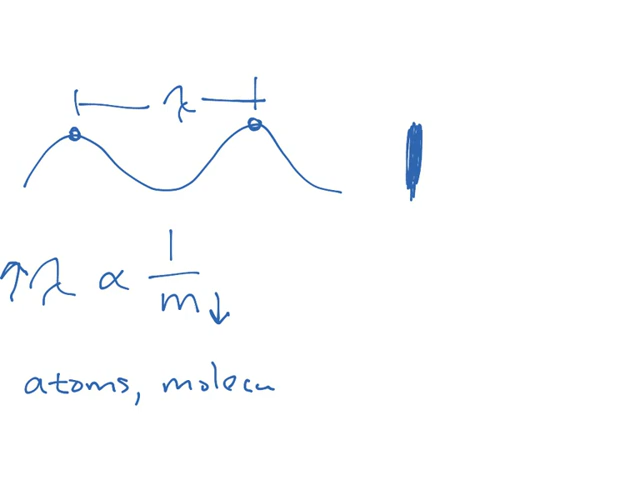 λ
↑λ ∝ 1/m↓
atoms, molecu